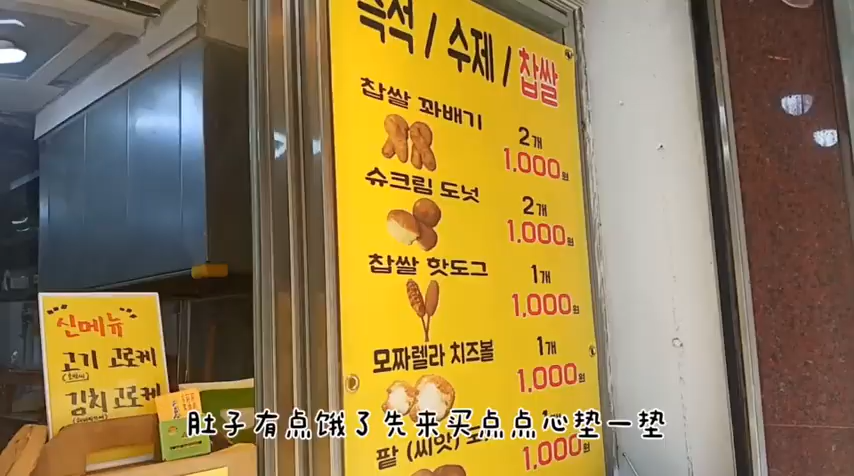 즉석 / 수제 / 찹쌀
찹쌀 꽈배기
2개
1,000원
슈크림 도넛
2개
1,000원
찹쌀 핫도그
1개
1,000원
모짜렐라 치즈볼
1개
1,000원
팥 (씨앗)
1,000원
신메뉴
고기 고로케
김치 고로케
肚子有点饿了先来买点点心垫一垫